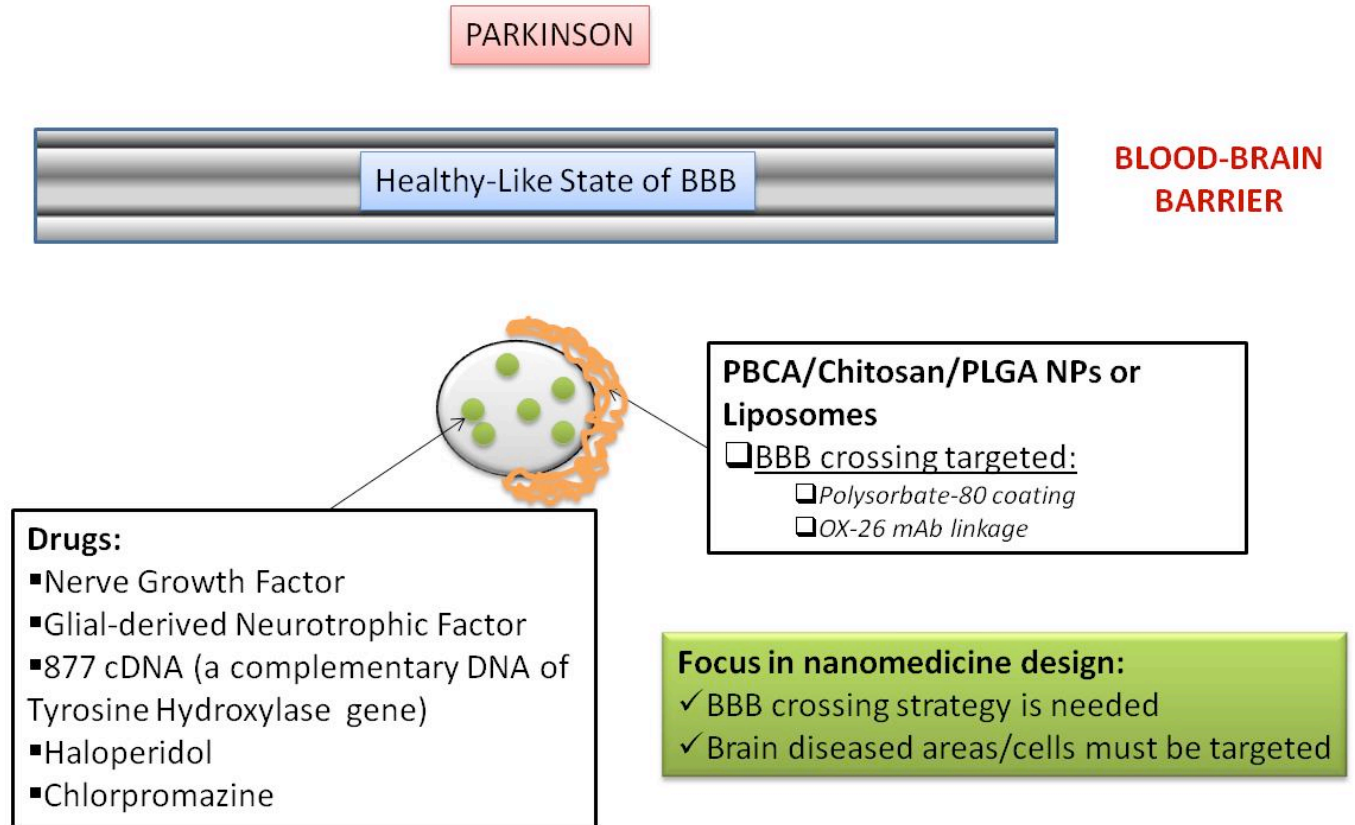 PARKINSON
Healthy-Like State of BBB
BLOOD-BRAIN
BARRIER
PBCA/Chitosan/PLGA NPs or
Liposomes
❑BBB crossing targeted:
❑Polysorbate-80 coating
❑OX-26 mAb linkage
Drugs:
▪Nerve Growth Factor
▪Glial-derived Neurotrophic Factor
▪877 cDNA (a complementary DNA of
Tyrosine Hydroxylase gene)
▪Haloperidol
▪Chlorpromazine
Focus in nanomedicine design:
✓BBB crossing strategy is needed
✓Brain diseased areas/cells must be targeted